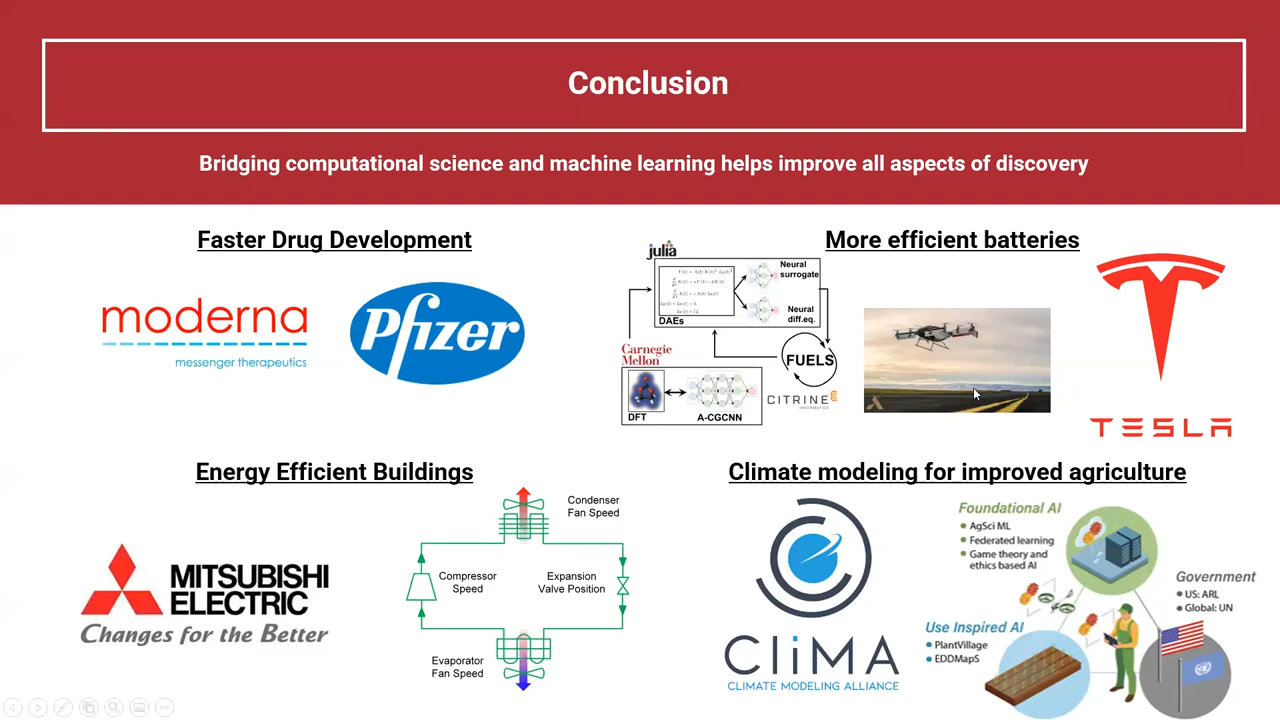 Conclusion
Bridging computational science and machine learning helps improve all aspects of discovery
Faster Drug Development
moderna
messenger therapeutics
Pfizer
More efficient batteries
julia
Neural
surrogate
Neural
diff.eq.
DAEs
Carnegie
Mellon
FUELS
CITRINE
INFORMATICS
DFT
A-CGCNN
TESLA
Energy Efficient Buildings
MITSUBISHI
ELECTRIC
Changes for the Better
Condenser
Fan Speed
Compressor
Speed
Expansion
Valve Position
Evaporator
Fan Speed
Climate modeling for improved agriculture
CLiMA
CLIMATE MODELING ALLIANCE
Foundational AI
AgSci ML
Federated learning
Game theory and
ethics based AI
Government
US: ARL
Global: UN
Use Inspired AI
PlantVillage
EDDMapS